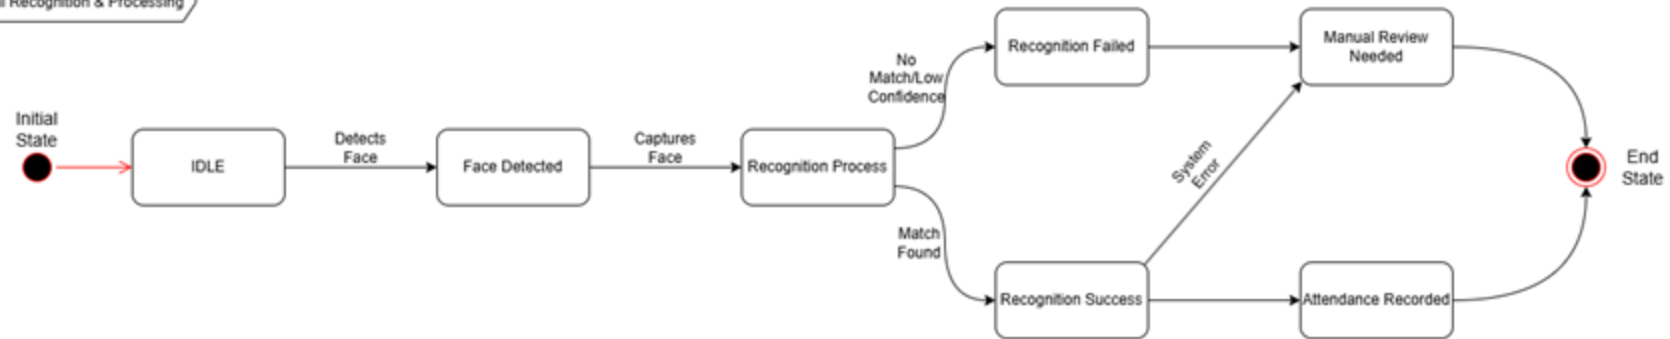 Recognition & Processing
Initial
State
IDLE
Detects
Face
Face Detected
Captures
Face
Recognition Process
No
Match/Low
Confidence
Match
Found
Recognition Failed
Manual Review
Needed
System
Error
Recognition Success
Attendance Recorded
End
State